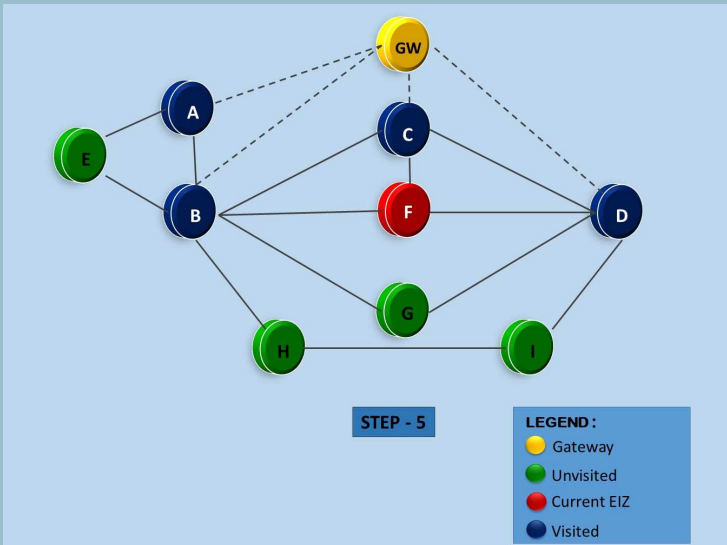 GW
A
C
E
B
F
D
G
H
I
STEP - 5
LEGEND :
Gateway
Unvisited
Current EIZ
Visited